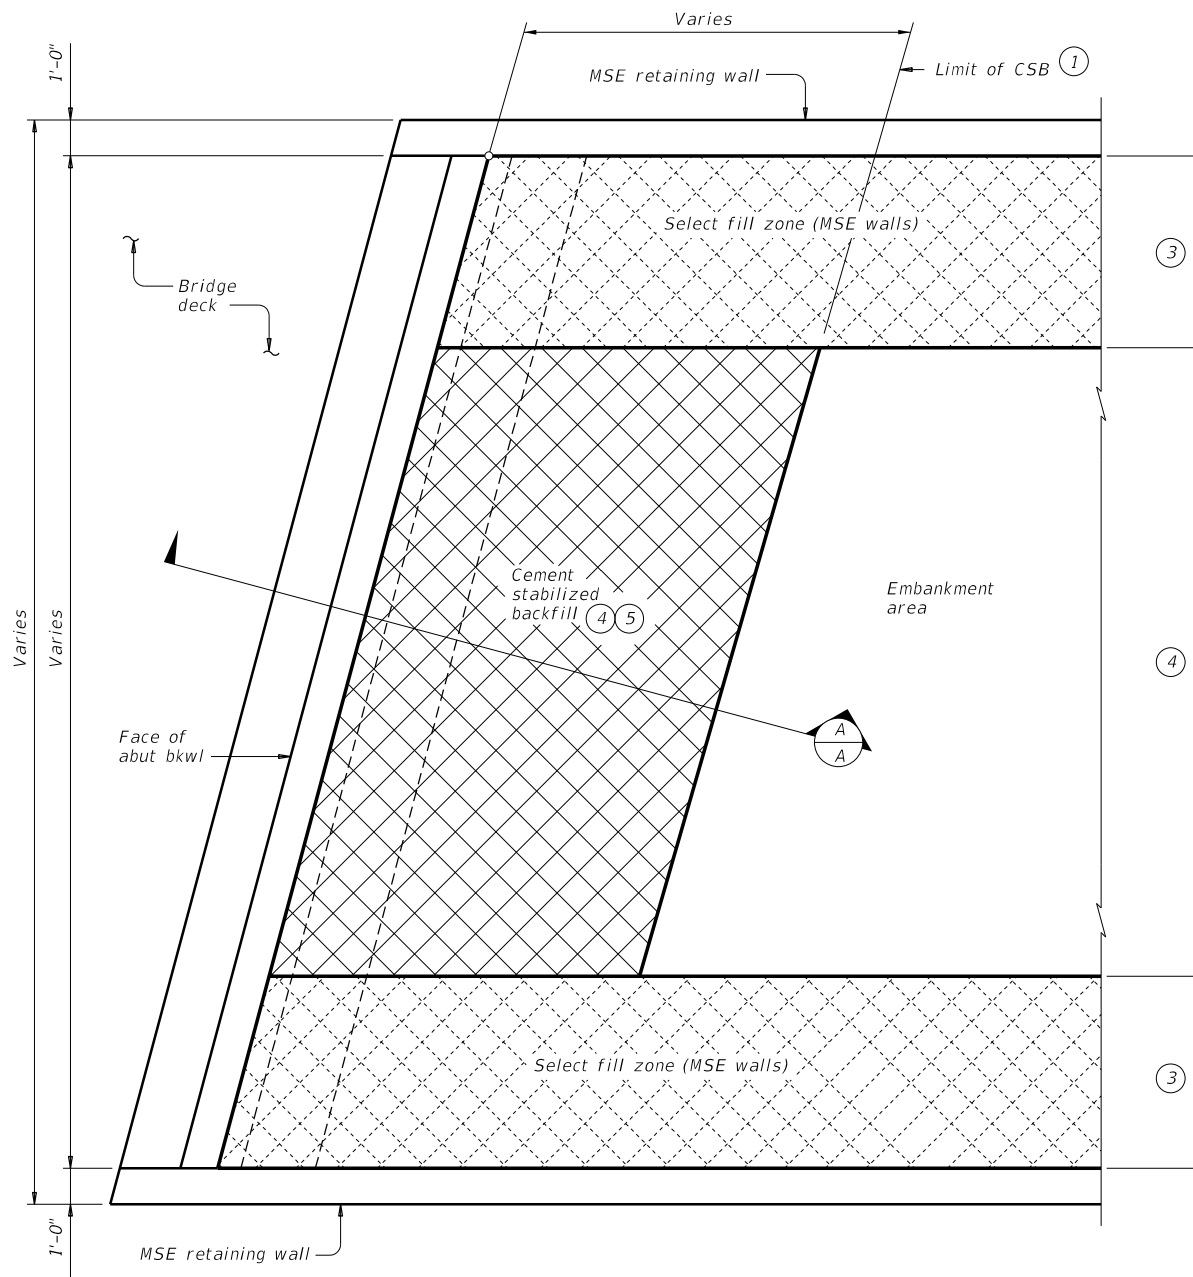 Varies
1'-0"
MSE retaining wall
Limit of CSB 1
Select fill zone (MSE walls)
3
Bridge
deck
Cement
stabilized
backfill 4 5
Embankment
area
Varies
Varies
4
Face of
abut bkwl
A
A
Select fill zone (MSE walls)
3
1'-0"
MSE retaining wall